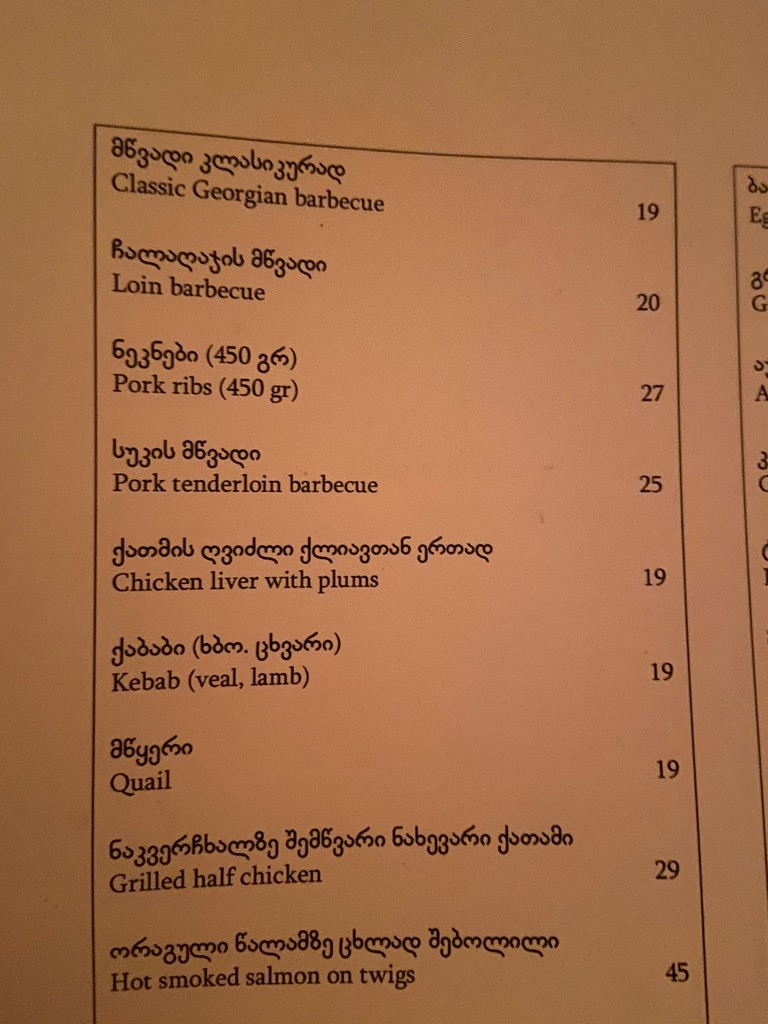 მწვადი კლასიკურად
Classic Georgian barbecue
19
ჩალაღაჯის მწვადი
Loin barbecue
20
ნეკნები (450 გრ)
Pork ribs (450 gr)
27
სუკის მწვადი
Pork tenderloin barbecue
25
ქათმის ღვიძლი ქლიავთან ერთად
Chicken liver with plums
19
ქაბაბი (ხბო. ცხვარი)
Kebab (veal, lamb)
19
მწყერი
Quail
19
ნაკვერჩხალზე შემწვარი ნახევარი ქათამი
Grilled half chicken
29
ორაგული წალამზე ცხლად შებოლილი
Hot smoked salmon on twigs
45